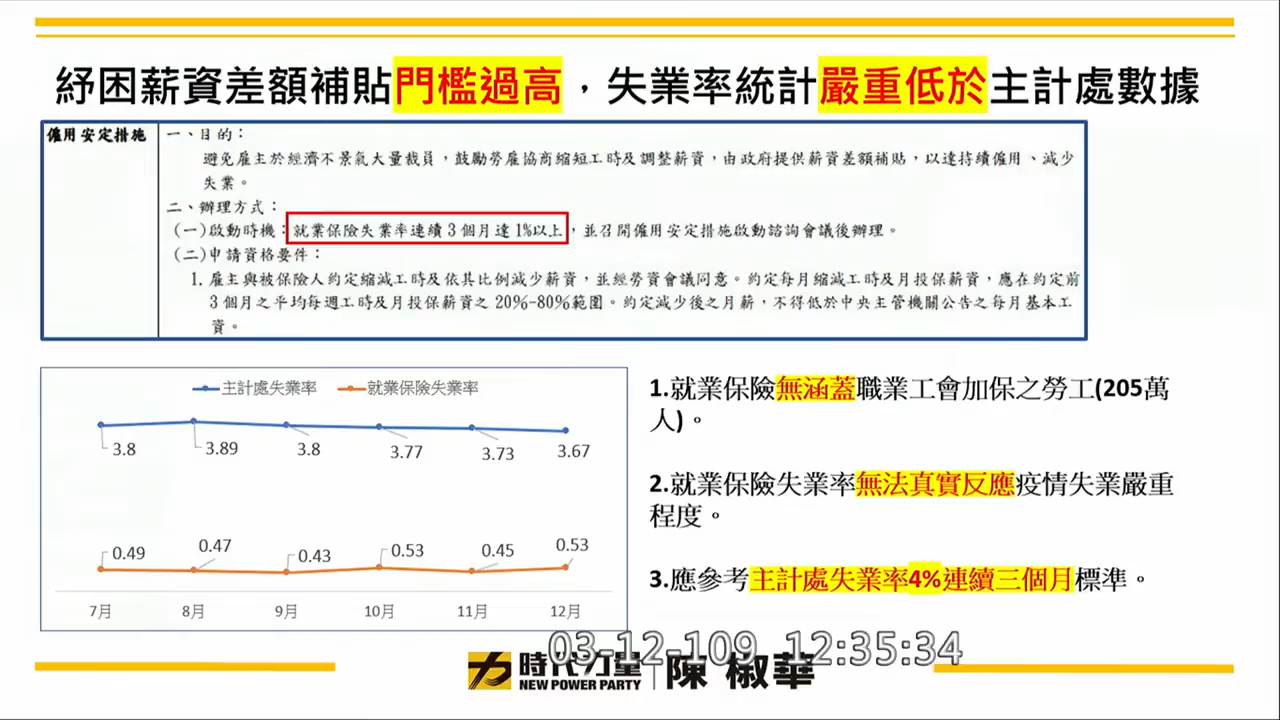 紓困薪資差額補貼門檻過高，失業率統計嚴重低於主計處數據
僱用安定措施
一、目的：
避免雇主於經濟不景氣大量裁員，鼓勵勞雇協商縮短工時及調整薪資，由政府提供薪資差額補貼，以達持續僱用、減少
失業。
二、辦理方式：
(一)啟動時機：就業保險失業率連續3個月達1%以上，並召開僱用安定措施啟動諮詢會議後辦理。
(二)申請資格要件：
1. 雇主與被保險人約定縮減工時及依其比例減少薪資，並經勞資會議同意。約定每月縮減工時及月投保薪資，應在約定前
3個月之平均每週工時及月投保薪資之20%-80%範圍。約定減少後之月薪，不得低於中央主管機關公告之每月基本工
資。
主計處失業率 就業保險失業率
3.8 3.89 3.8 3.77 3.73 3.67
0.49 0.47 0.43 0.53 0.45 0.53
7月 8月 9月 10月 11月 12月
1.就業保險無涵蓋職業工會加保之勞工(205萬
人)。
2.就業保險失業率無法真實反應疫情失業嚴重
程度。
3.應參考主計處失業率4%連續三個月標準。
03-12-109 12:35:34
時代力量
NEW POWER PARTY
陳椒華